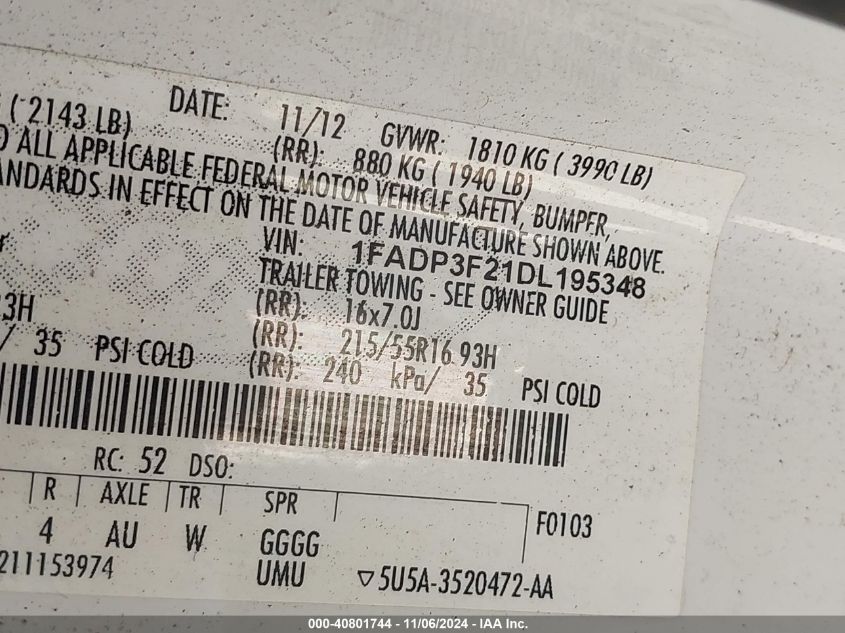 ( 2143 LB) DATE: 11/12 GVWR: 1810 KG ( 3990 LB)
(RR): 880 KG ( 1940 LB)
ALL APPLICABLE FEDERAL MOTOR VEHICLE SAFETY, BUMPER,
IN EFFECT ON THE DATE OF MANUFACTURE SHOWN ABOVE.
VIN: 1FADP3F21DL195348
TRAILER TOWING - SEE OWNER GUIDE
(RR): 16x7.0J
(RR): 215/55R16 93H
/ 35 PSI COLD (RR): 240 kPa/ 35 PSI COLD
RC: 52 DSO:
R AXLE TR SPR
F0103
4 AU W GGGG
211153974 UMU ▽5U5A-3520472-AA
000-40801744 - 11/06/2024 - IAA Inc.